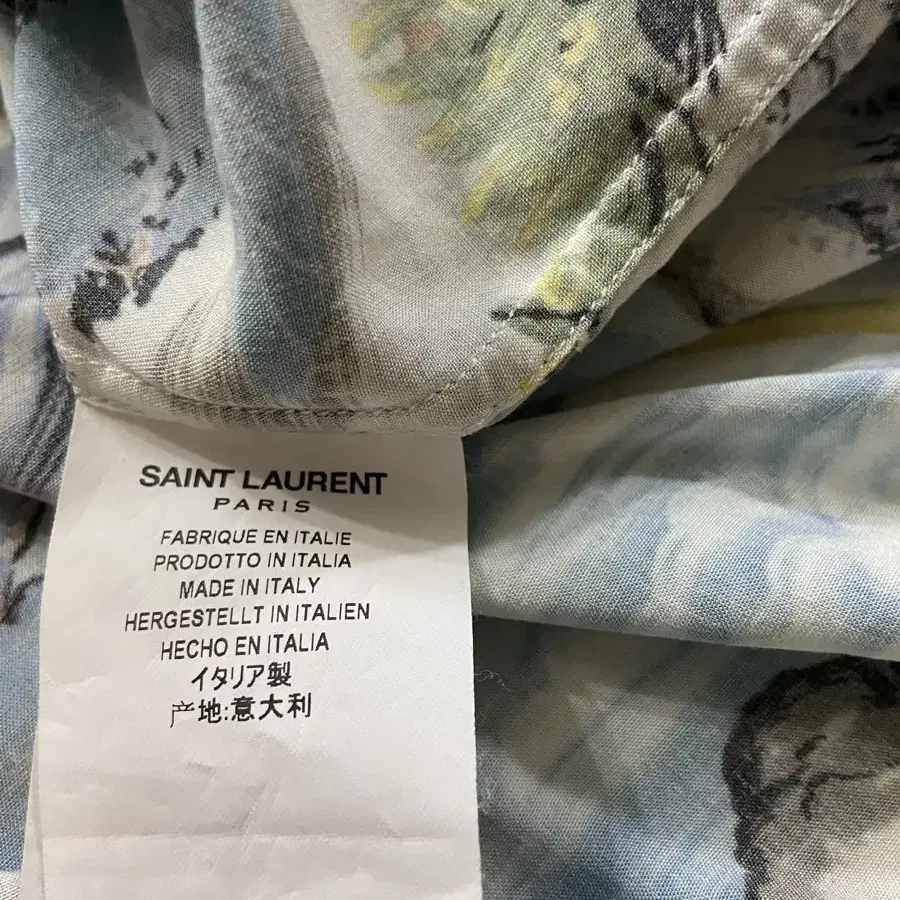 SAINT LAURENT
PARIS
FABRIQUE EN ITALIE
PRODOTTO IN ITALIA
MADE IN ITALY
HERGESTELLT IN ITALIEN
HECHO EN ITALIA
イタリア製
产地:意大利